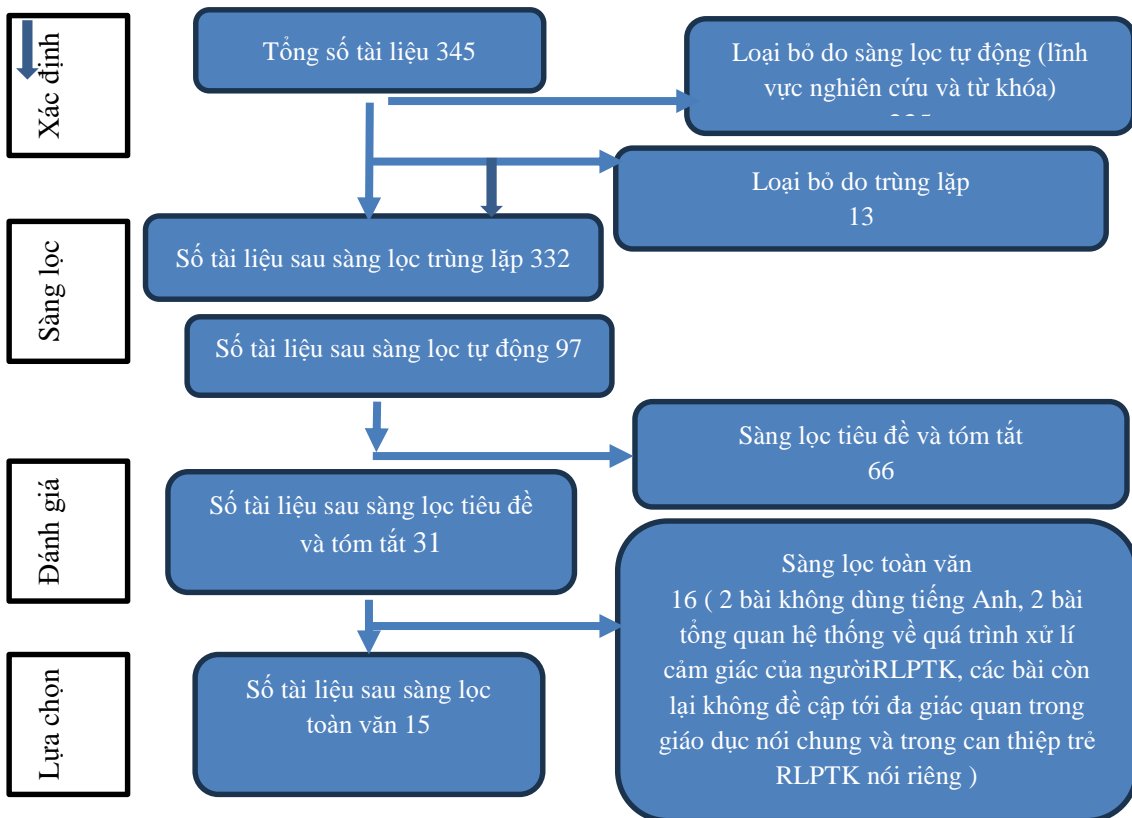 Xác định
Tổng số tài liệu 345
Loại bỏ do sàng lọc tự động (lĩnh
vực nghiên cứu và từ khóa)
Loại bỏ do trùng lặp
13
Sàng lọc
Số tài liệu sau sàng lọc trùng lặp 332
Số tài liệu sau sàng lọc tự động 97
Sàng lọc tiêu đề và tóm tắt
66
Đánh giá
Số tài liệu sau sàng lọc tiêu đề
và tóm tắt 31
Sàng lọc toàn văn
16 ( 2 bài không dùng tiếng Anh, 2 bài
tổng quan hệ thống về quá trình xử lí
cảm giác của ngườiRLPTK, các bài còn
lại không đề cập tới đa giác quan trong
giáo dục nói chung và trong can thiệp trẻ
RLPTK nói riêng )
Lựa chọn
Số tài liệu sau sàng lọc
toàn văn 15